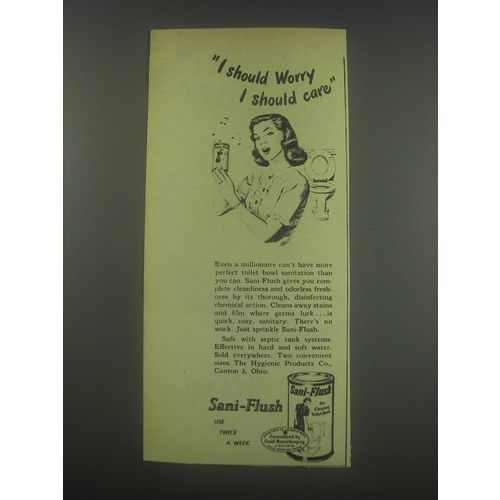 "I should Worry
I should care"
Even a millionaire can't have more
perfect toilet bowl sanitation than
you can. Sani-Flush gives you com-
plete cleanliness and odorless fresh-
ness by its thorough, disinfecting
chemical action. Cleans away stains
and film where germs lurk . . . is
quick, easy, sanitary. There's no
work. Just sprinkle Sani-Flush.
Safe with septic tank systems.
Effective in hard and soft water.
Sold everywhere. Two convenient
sizes. The Hygienic Products Co.,
Canton 2, Ohio.
Sani-Flush
USE
TWICE
A WEEK
Sani-Flush
For
Cleaning
Toilet Bowls
Guaranteed by
Good Housekeeping